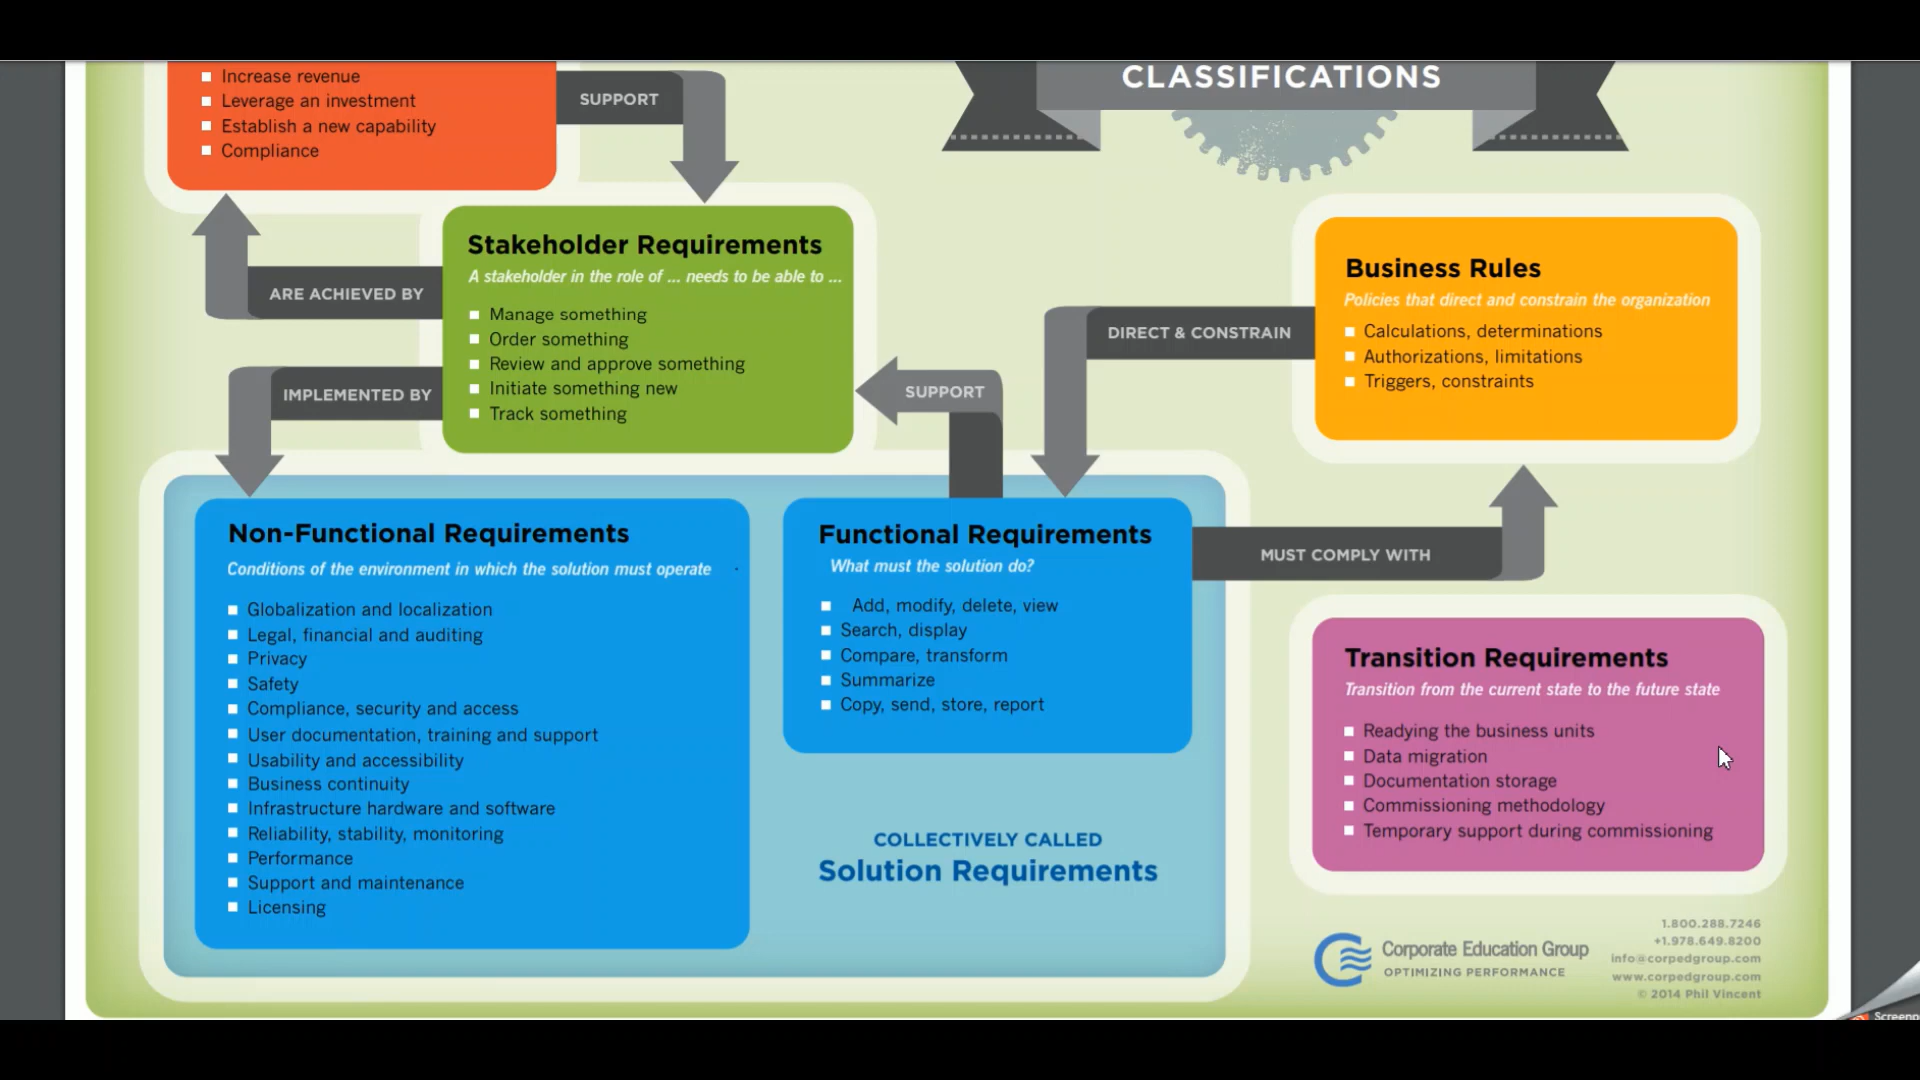 CLASSIFICATIONS
Increase revenue
Leverage an investment
Establish a new capability
Compliance
SUPPORT
ARE ACHIEVED BY
Stakeholder Requirements
A stakeholder in the role of ... needs to be able to ...
Manage something
Order something
Review and approve something
Initiate something new
Track something
IMPLEMENTED BY
SUPPORT
DIRECT & CONSTRAIN
Business Rules
Policies that direct and constrain the organization
Calculations, determinations
Authorizations, limitations
Triggers, constraints
Non-Functional Requirements
Conditions of the environment in which the solution must operate
Globalization and localization
Legal, financial and auditing
Privacy
Safety
Compliance, security and access
User documentation, training and support
Usability and accessibility
Business continuity
Infrastructure hardware and software
Reliability, stability, monitoring
Performance
Support and maintenance
Licensing
Functional Requirements
What must the solution do?
Add, modify, delete, view
Search, display
Compare, transform
Summarize
Copy, send, store, report
COLLECTIVELY CALLED
Solution Requirements
MUST COMPLY WITH
Transition Requirements
Transition from the current state to the future state
Readying the business units
Data migration
Documentation storage
Commissioning methodology
Temporary support during commissioning
Corporate Education Group
OPTIMIZING PERFORMANCE
1.800.288.7246
+1.978.649.8200
info@corpedgroup.com
www.corpedgroup.com
© 2014 Phil Vincent